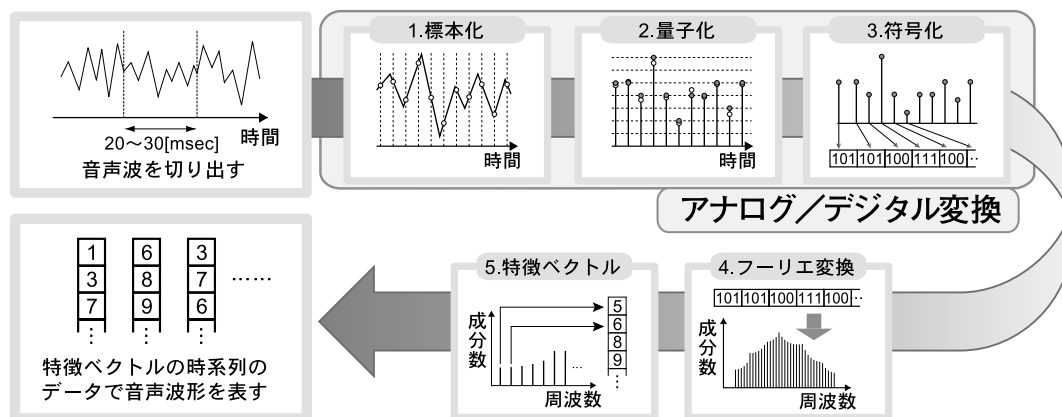 20～30[msec]
時間
音声波を切り出す
1.標本化
時間
2.量子化
時間
3.符号化
101 101 100 111 100 …
アナログ／デジタル変換
4.フーリエ変換
101 101 100 111 100 …
成分数
周波数
5.特徴ベクトル
5
6
8
9
⋮
成分数
…
周波数
1 6 3
3 8 7 ……
7 9 6
⋮ ⋮ ⋮
特徴ベクトルの時系列の
データで音声波形を表す